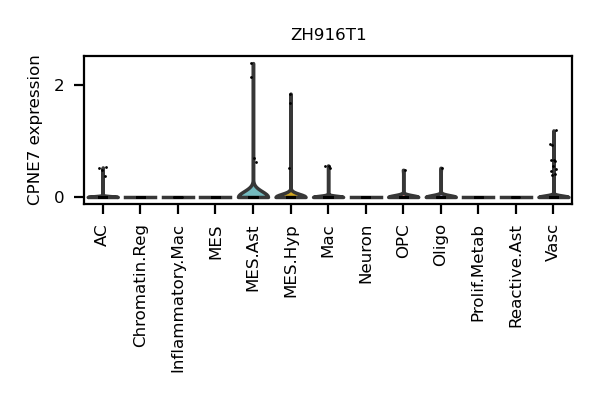 ZH916T1
CPNE7 expression
2
0
AC
Chromatin.Reg
Inflammatory.Mac
MES
MES.Ast
MES.Hyp
Mac
Neuron
OPC
Oligo
Prolif.Metab
Reactive.Ast
Vasc